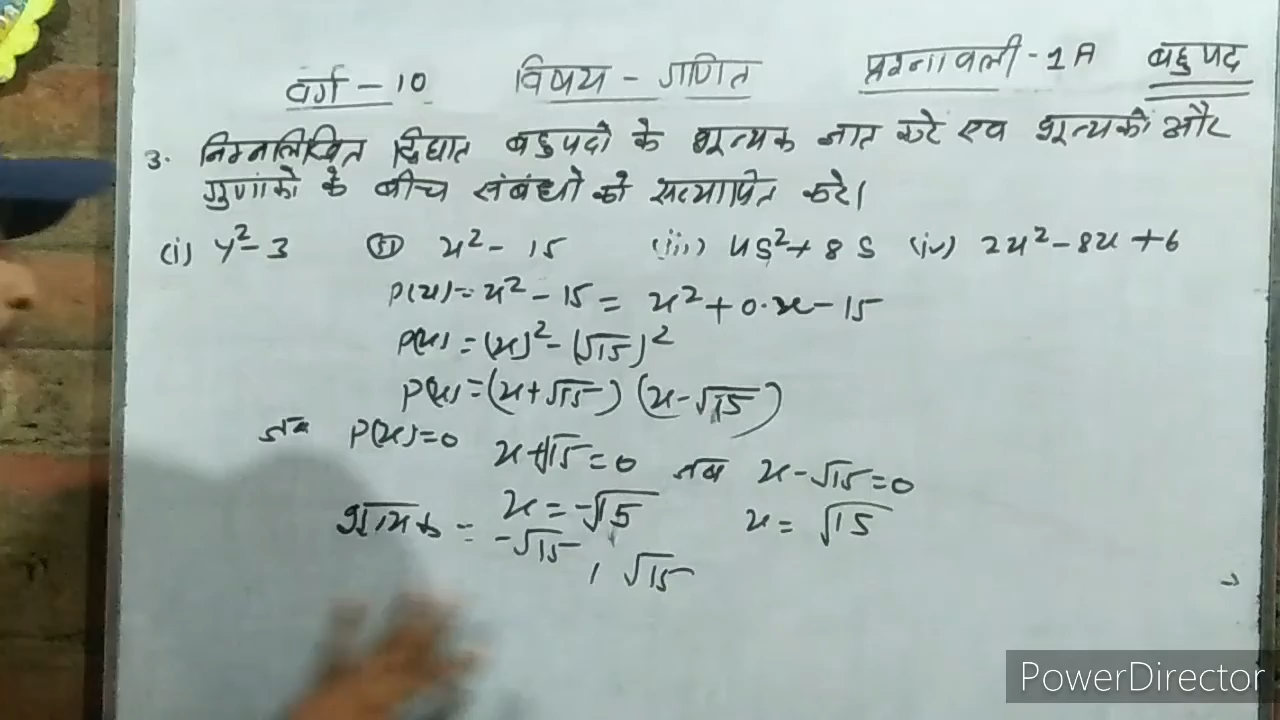 वर्ग - 10 विषय - गणित प्रश्नावली - 1A बहुपद
3. निम्नलिखित द्विघात बहुपदो के शून्यक ज्ञात करे एव शून्यको और
गुणांको के बीच संबंधो को सत्यापित करे।
(i) y² - 3 (ii) x² - 15 (iii) 4s² + 8s (iv) 2x² - 8x + 6
P(x) = x² - 15 = x² + 0.x - 15
P(x) = (x)² - (√15)²
P(x) = (x + √15) (x - √15)
P(x) = 0 x + √15 = 0 तब x - √15 = 0
x = -√15 x = √15
शून्यक = -√15, √15
PowerDirector